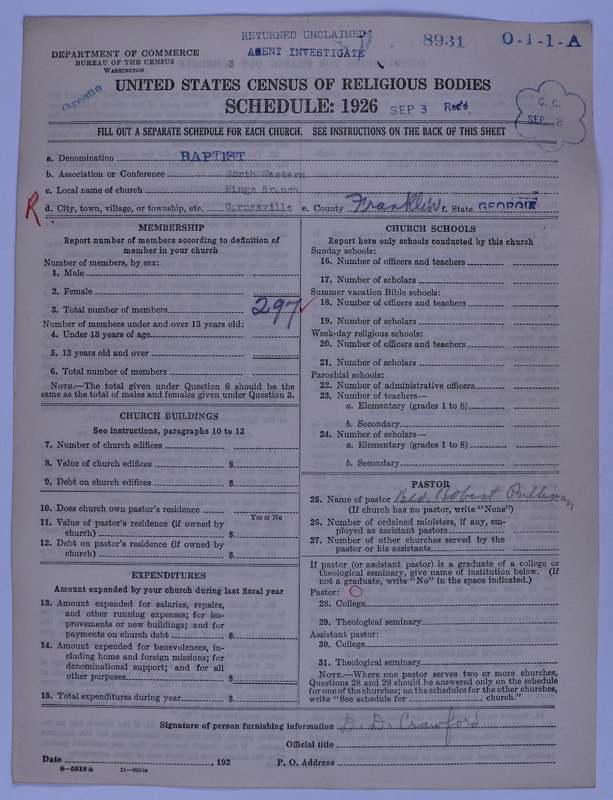 RETURNED UNCLAIMED
AGENT INVESTIGATE
8931
0-1-1-A
DEPARTMENT OF COMMERCE
BUREAU OF THE CENSUS
WASHINGTON
3
Greene
UNITED STATES CENSUS OF RELIGIOUS BODIES
SCHEDULE: 1926
SEP 3 Rec'd
C. C.
SEP 8
FILL OUT A SEPARATE SCHEDULE FOR EACH CHURCH. SEE INSTRUCTIONS ON THE BACK OF THIS SHEET
a. Denomination BAPTIST
b. Association or Conference North Western
c. Local name of church Kings Branch
R d. City, town, village, or township, etc. Carnesville e. County Franklin f. State GEORGIA
MEMBERSHIP
Report number of members according to definition of
member in your church
Number of members, by sex:
1. Male
2. Female
3. Total number of members 297 ✓
Number of members under and over 13 years old:
4. Under 13 years of age
5. 13 years old and over
6. Total number of members
NOTE.—The total given under Question 6 should be the
same as the total of males and females given under Question 3.
CHURCH BUILDINGS
See instructions, paragraphs 10 to 12
7. Number of church edifices
8. Value of church edifices $
9. Debt on church edifices $
10. Does church own pastor's residence
Yes or No
11. Value of pastor's residence (if owned by
church) $
12. Debt on pastor's residence (if owned by
church) $
EXPENDITURES
Amount expended by your church during last fiscal year
13. Amount expended for salaries, repairs,
and other running expenses; for im-
provements or new buildings; and for
payments on church debt $
14. Amount expended for benevolences, in-
cluding home and foreign missions; for
denominational support; and for all
other purposes $
15. Total expenditures during year $
CHURCH SCHOOLS
Report here only schools conducted by this church
Sunday schools:
16. Number of officers and teachers
17. Number of scholars
Summer vacation Bible schools:
18. Number of officers and teachers
19. Number of scholars
Week-day religious schools:
20. Number of officers and teachers
21. Number of scholars
Parochial schools:
22. Number of administrative officers
23. Number of teachers—
a. Elementary (grades 1 to 8)
b. Secondary
24. Number of scholars—
a. Elementary (grades 1 to 8)
b. Secondary
PASTOR
25. Name of pastor Robert
(If church has no pastor, write "None")
26. Number of ordained ministers, if any, em-
ployed as assistant pastors
27. Number of other churches served by the
pastor or his assistants
If pastor (or assistant pastor) is a graduate of a college or
theological seminary, give name of institution below. (If
not a graduate, write "No" in the space indicated.)
Pastor: O
28. College
29. Theological seminary
Assistant pastor:
30. College
31. Theological seminary
NOTE.—Where one pastor serves two or more churches,
Questions 28 and 29 should be answered only on the schedule
for one of the churches; on the schedules for the other churches,
write "See schedule for church."
Signature of person furnishing information D. D. Crawford
Official title
Date , 192 P. O. Address
8—5518 a 11—9354a